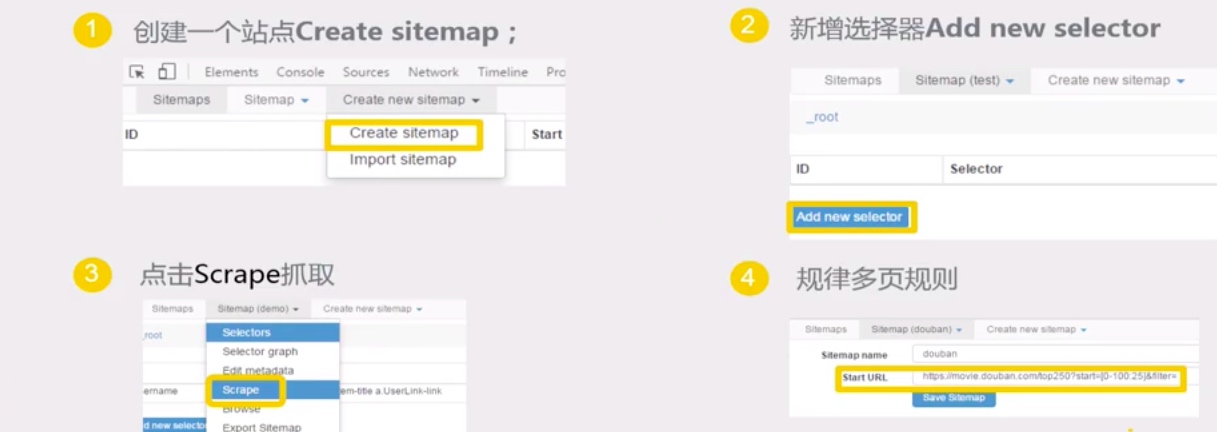 1 创建一个站点Create sitemap；
Elements Console Sources Network Timeline Pro
Sitemaps Sitemap Create new sitemap
ID Start
Create sitemap
Import sitemap
2 新增选择器Add new selector
Sitemaps Sitemap (test) Create new sitemap
_root
ID Selector
Add new selector
3 点击Scrape抓取
Sitemaps Sitemap (demo) Create new sitemap
_root Selectors
Selector graph
Edit metadata
ername Scrape em-title a.UserLink-link
Browse
d new selecto Export Sitemap
4 规律多页规则
Sitemaps Sitemap (douban) Create new sitemap
Sitemap name douban
Start URL https://movie.douban.com/top250?start=[0-100:25]&filter=
Save Sitemap